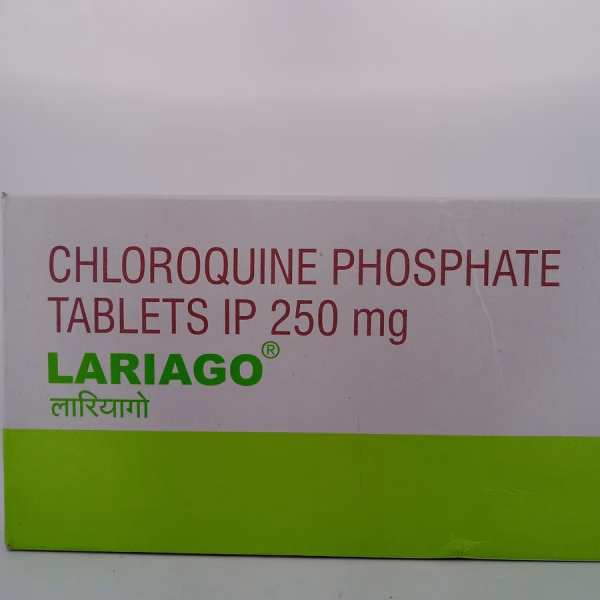 CHLOROQUINE PHOSPHATE
TABLETS IP 250 mg
LARIAGO®
लारियागो